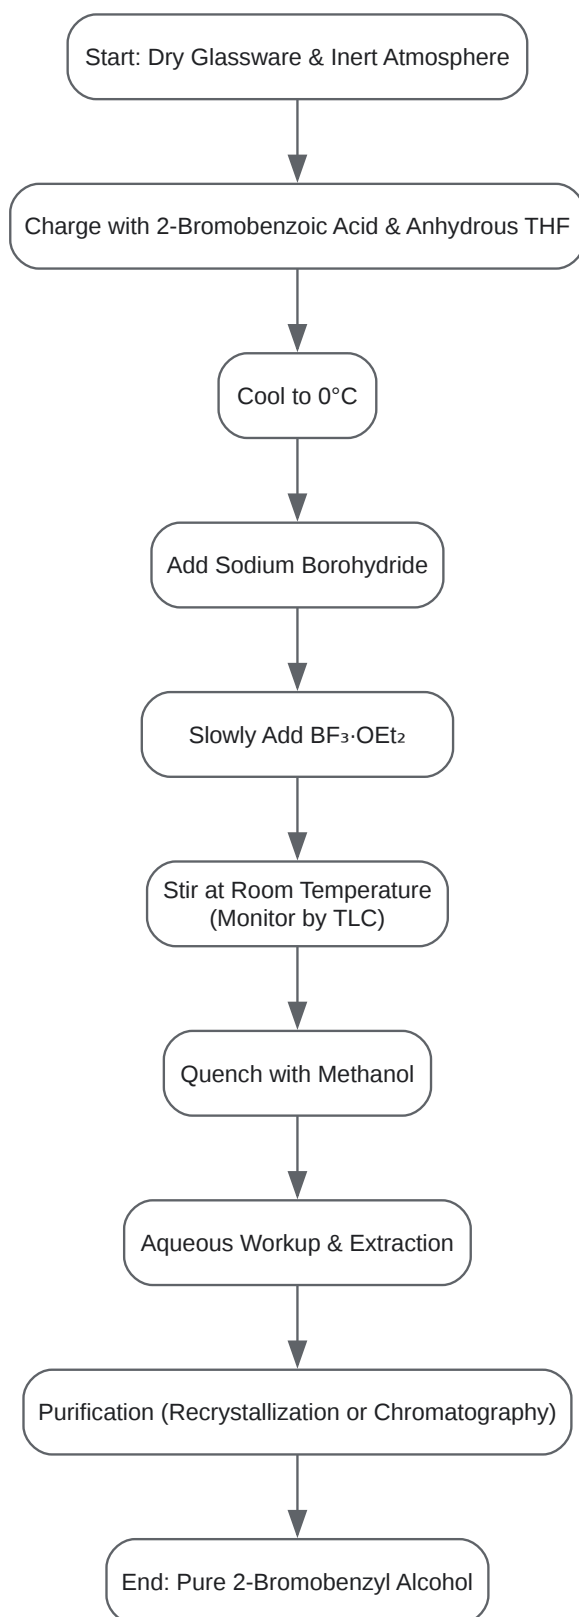 Start: Dry Glassware & Inert Atmosphere
Charge with 2-Bromobenzoic Acid & Anhydrous THF
Cool to 0°C
Add Sodium Borohydride
Slowly Add BF₃·OEt₂
Stir at Room Temperature
(Monitor by TLC)
Quench with Methanol
Aqueous Workup & Extraction
Purification (Recrystallization or Chromatography)
End: Pure 2-Bromobenzyl Alcohol